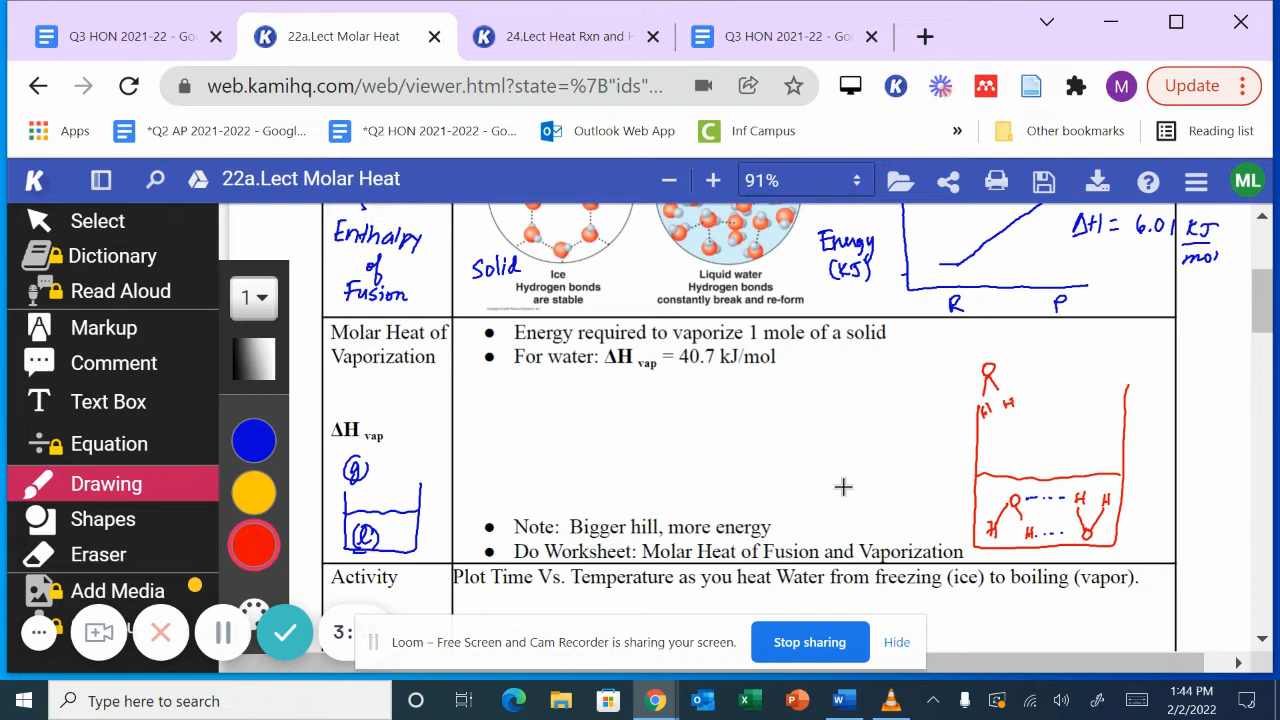 Q3 HON 2021-22 - Goo
22a.Lect Molar Heat
24.Lect Heat Rxn and H
Q3 HON 2021-22 - Goo
web.kamihq.com/web/viewer.html?state=%7B"ids"...
M
Update
Apps
*Q2 AP 2021-2022 - Googl...
*Q2 HON 2021-22 - Go...
Outlook Web App
Inf Campus
»
Other bookmarks
Reading list
22a.Lect Molar Heat
91%
ML
Select
Dictionary
Read Aloud
Markup
Comment
Text Box
Equation
Drawing
Shapes
Eraser
Add Media
1
Enthalpy
of
Fusion
Solid
Ice
Hydrogen bonds
are stable
Liquid water
Hydrogen bonds
constantly break and re-form
Energy
(KJ)
R P
ΔH = 6.01 KJ
mol
Molar Heat of
Vaporization
ΔH vap
(g)
(l)
● Energy required to vaporize 1 mole of a solid
● For water: ΔH vap = 40.7 kJ/mol
O
H H
O ---- H H
H H .... O
● Note: Bigger hill, more energy
● Do Worksheet: Molar Heat of Fusion and Vaporization
Activity
Plot Time Vs. Temperature as you heat Water from freezing (ice) to boiling (vapor).
Loom – Free Screen and Cam Recorder is sharing your screen.
Stop sharing
Hide
Type here to search
1:44 PM
2/2/2022